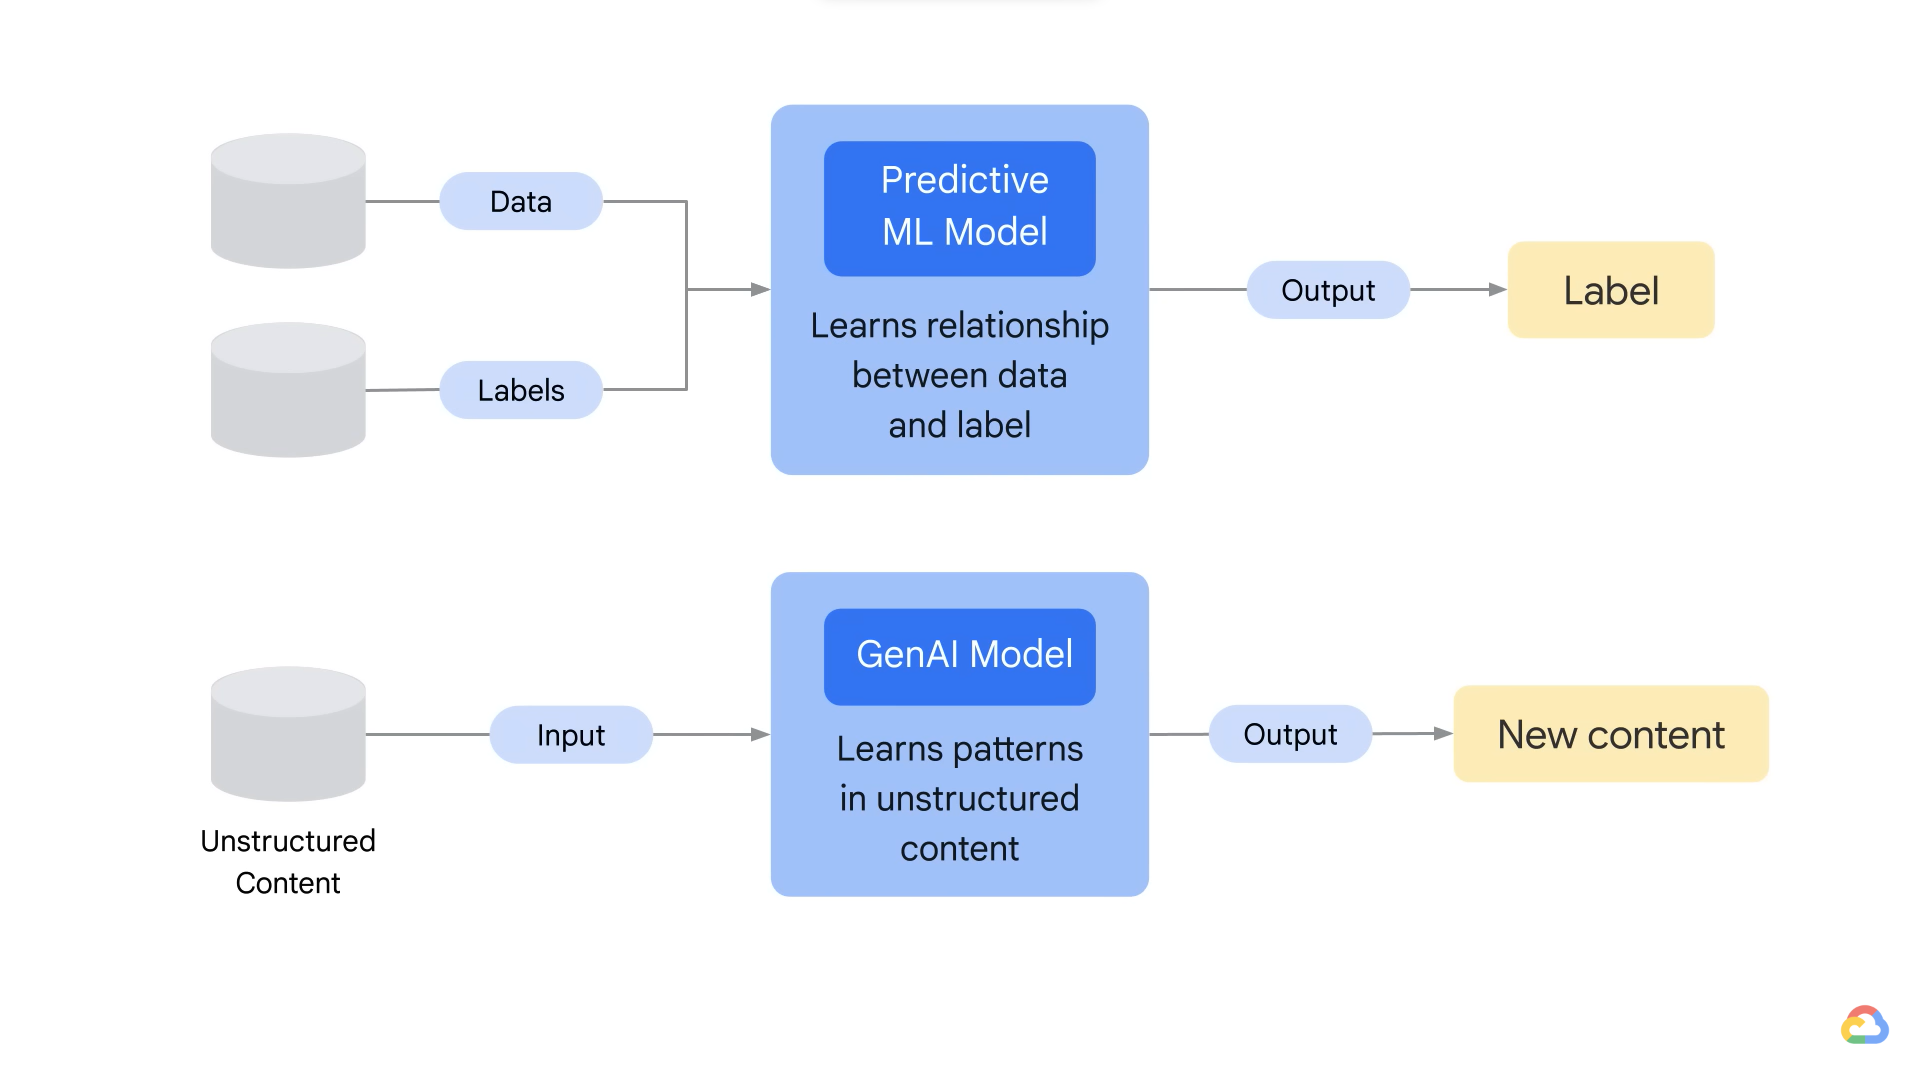 Data
Labels
Predictive
ML Model
Learns relationship
between data
and label
Output
Label
Unstructured
Content
Input
GenAI Model
Learns patterns
in unstructured
content
Output
New content